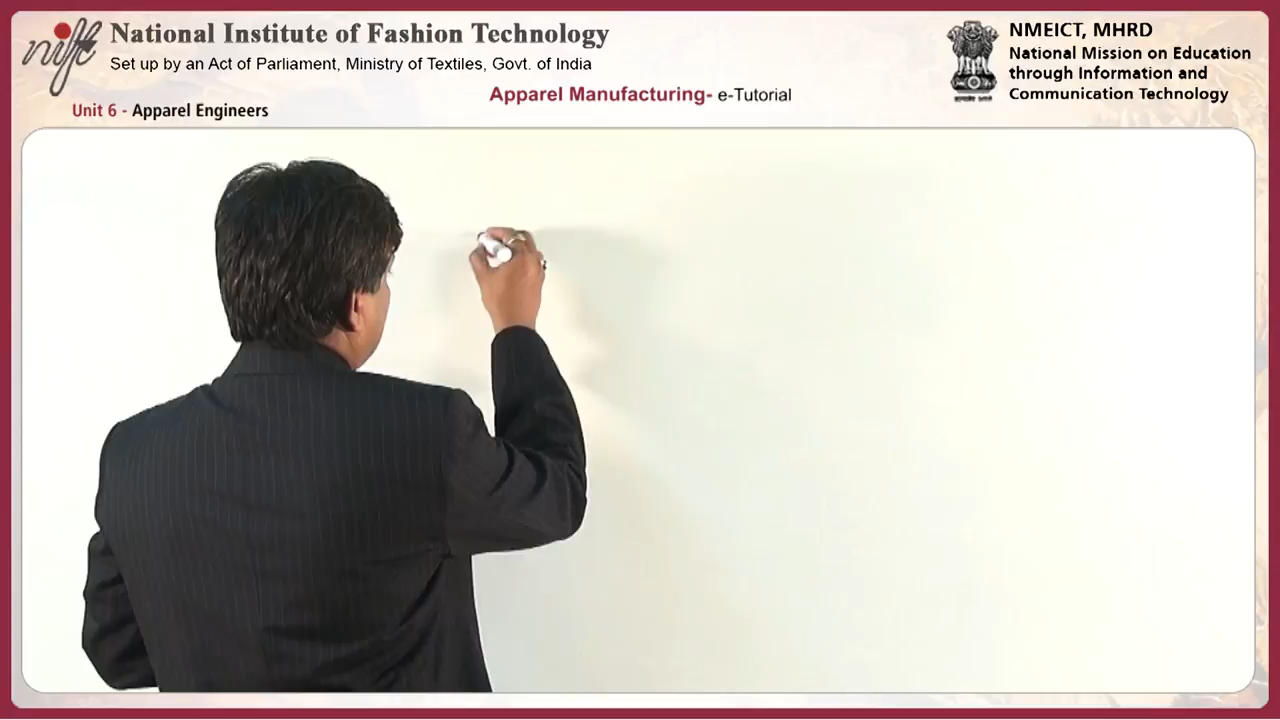 nift National Institute of Fashion Technology
Set up by an Act of Parliament, Ministry of Textiles, Govt. of India
Apparel Manufacturing- e-Tutorial
Unit 6 - Apparel Engineers
NMEICT, MHRD
National Mission on Education
through Information and
Communication Technology